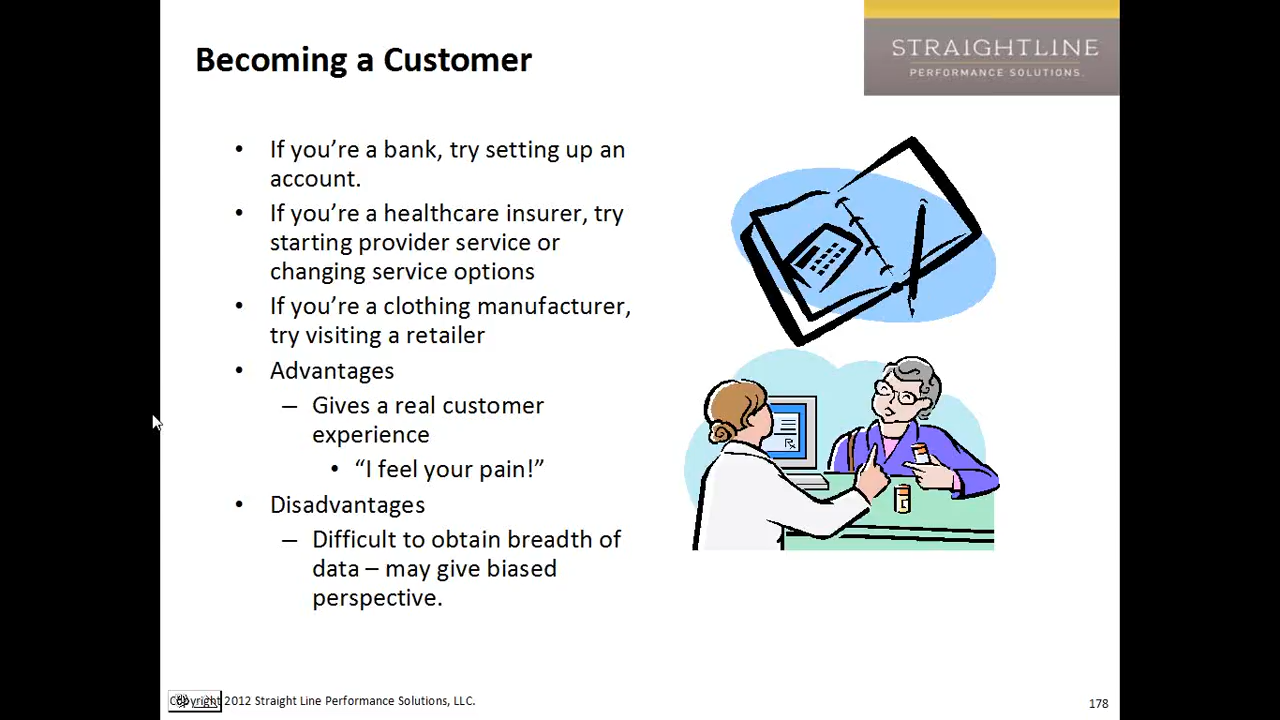 Becoming a Customer
STRAIGHTLINE
PERFORMANCE SOLUTIONS.
• If you’re a bank, try setting up an
account.
• If you’re a healthcare insurer, try
starting provider service or
changing service options
• If you’re a clothing manufacturer,
try visiting a retailer
• Advantages
– Gives a real customer
experience
• “I feel your pain!”
• Disadvantages
– Difficult to obtain breadth of
data – may give biased
perspective.
Rx
Copyright 2012 Straight Line Performance Solutions, LLC.
178